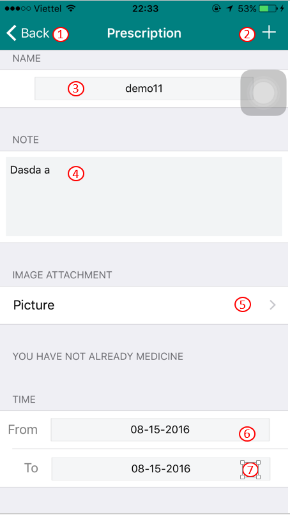 Viettel 22:33 53%
Back 1 Prescription 2 +
NAME
3 demo11
NOTE
Dasda a 4
IMAGE ATTACHMENT
Picture 5
YOU HAVE NOT ALREADY MEDICINE
TIME
From 08-15-2016 6
To 08-15-2016 7